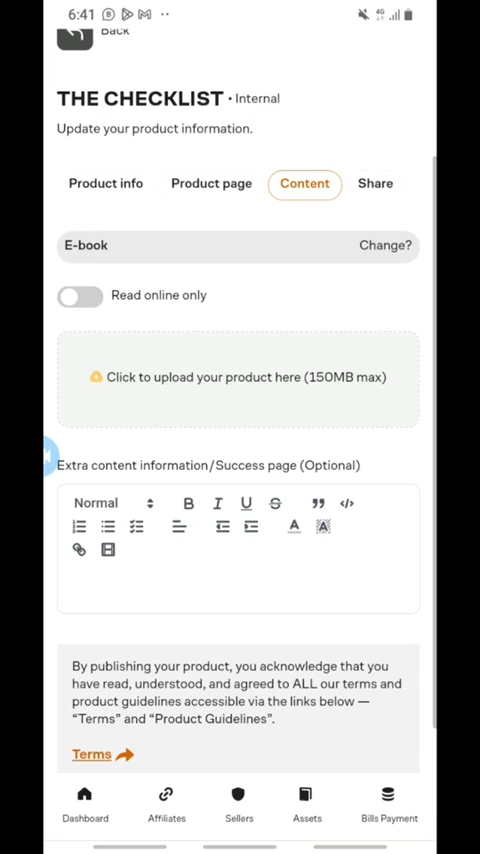 6:41
4G
Back
THE CHECKLIST • Internal
Update your product information.
Product info Product page Content Share
E-book Change?
Read online only
Click to upload your product here (150MB max)
Extra content information/Success page (Optional)
Normal B I U S
A A
By publishing your product, you acknowledge that you
have read, understood, and agreed to ALL our terms and
product guidelines accessible via the links below —
“Terms” and “Product Guidelines”.
Terms
Dashboard Affiliates Sellers Assets Bills Payment